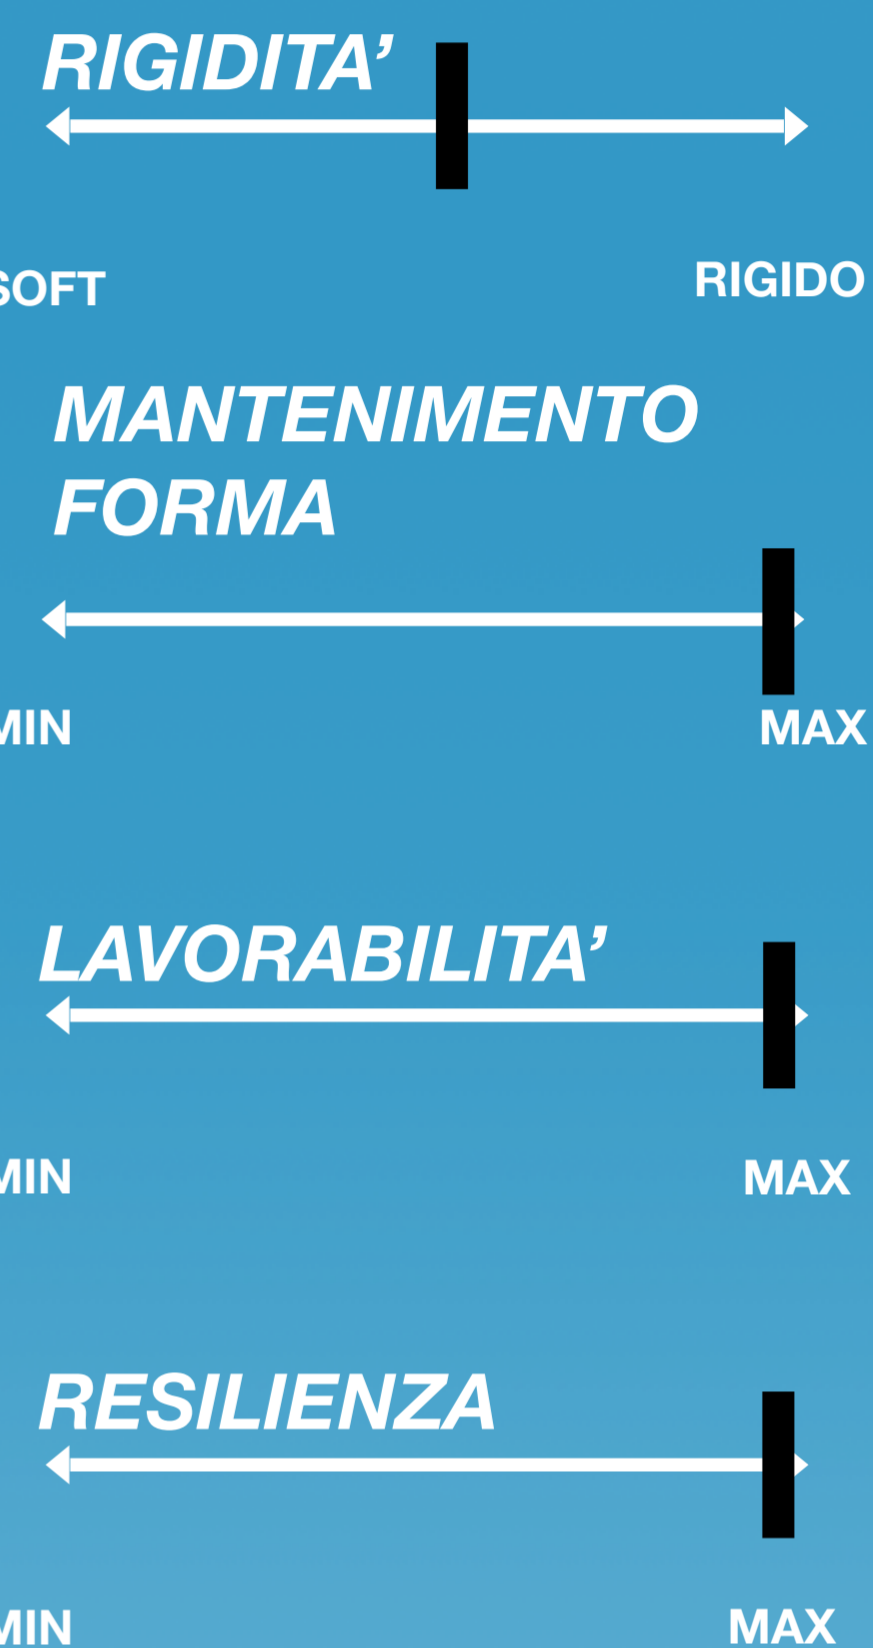 RIGIDITA’
SOFT RIGIDO
MANTENIMENTO
FORMA
MIN MAX
LAVORABILITA’
MIN MAX
RESILIENZA
MIN MAX